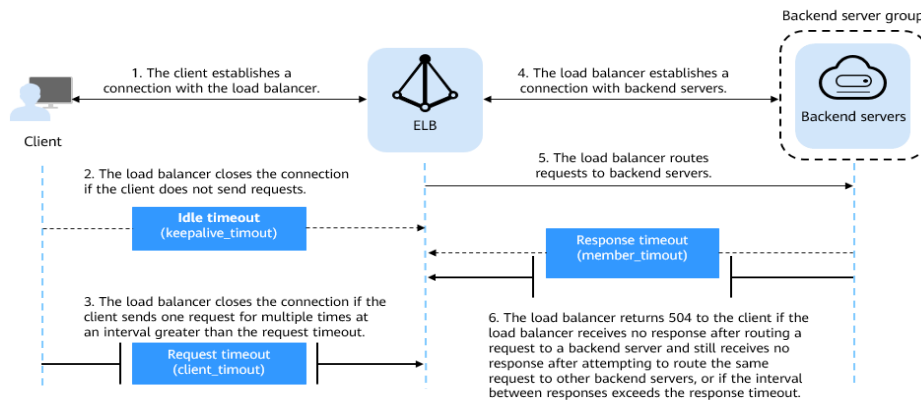 Backend server group
1. The client establishes a
connection with the load balancer.
4. The load balancer establishes a
connection with backend servers.
ELB
Backend servers
Client
2. The load balancer closes the connection
if the client does not send requests.
5. The load balancer routes
requests to backend servers.
Idle timeout
(keepalive_timout)
Response timeout
(member_timout)
3. The load balancer closes the connection if the
client sends one request for multiple times at
an interval greater than the request timeout.
Request timeout
(client_timout)
6. The load balancer returns 504 to the client if the
load balancer receives no response after routing a
request to a backend server and still receives no
response after attempting to route the same
request to other backend servers, or if the interval
between responses exceeds the response timeout.